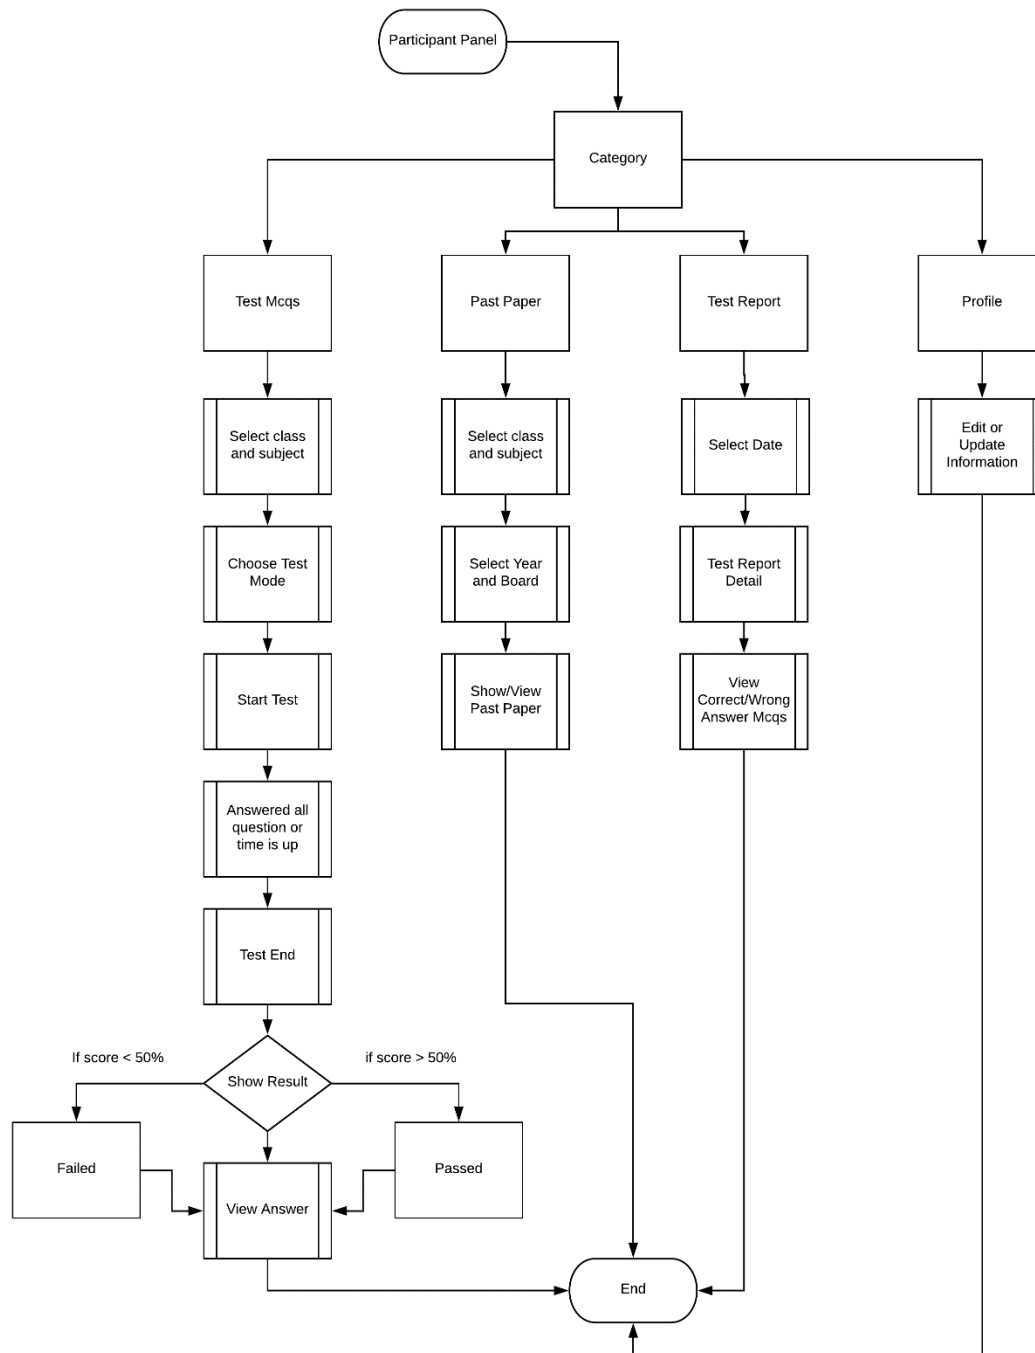 Participant Panel
Category
Test Mcqs
Past Paper
Test Report
Profile
Select class
and subject
Select class
and subject
Select Date
Edit or
Update
Information
Choose Test
Mode
Select Year
and Board
Test Report
Detail
Start Test
Show/View
Past Paper
View
Correct/Wrong
Answer Mcqs
Answered all
question or
time is up
Test End
If score < 50%
if score > 50%
Show Result
Failed
Passed
View Answer
End